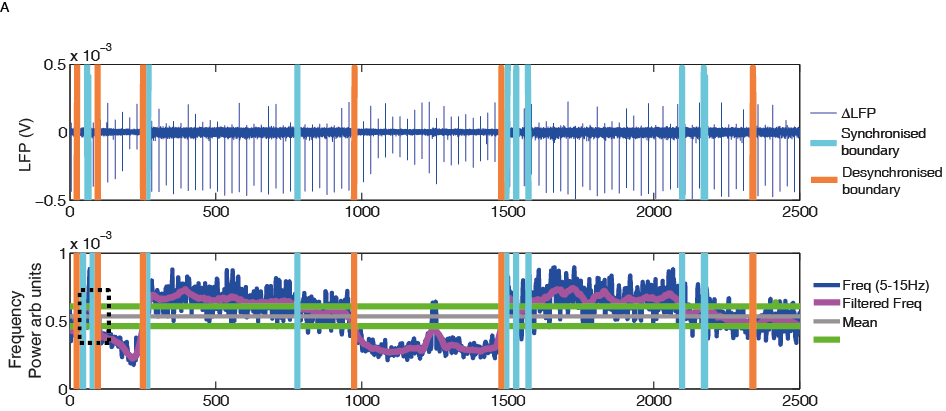 A
x 10⁻³
0.5
0
−0.5
LFP (V)
0 500 1000 1500 2000 2500
ΔLFP
Synchronised
boundary
Desynchronised
boundary
x 10⁻³
1
0.5
0
Frequency
Power arb units
0 500 1000 1500 2000 2500
Freq (5-15Hz)
Filtered Freq
Mean